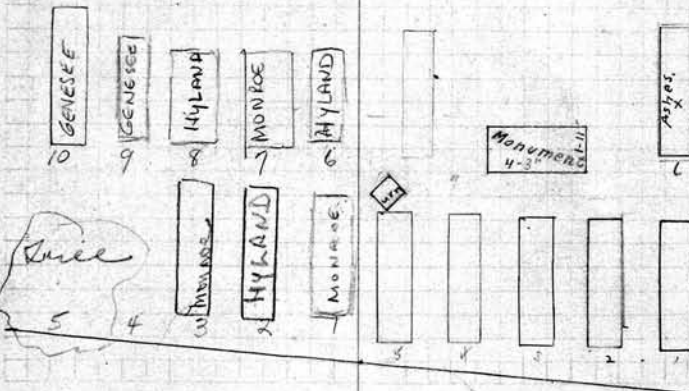 GENESEE
GENESEE
HYLAND
MONROE
HYLAND
Ashes.
X
10
9
8
7
6
Monument
4-3"
1-11
6
MONROE
HYLAND
MONROE
5
4
3
2
1
5
4
3
2
1